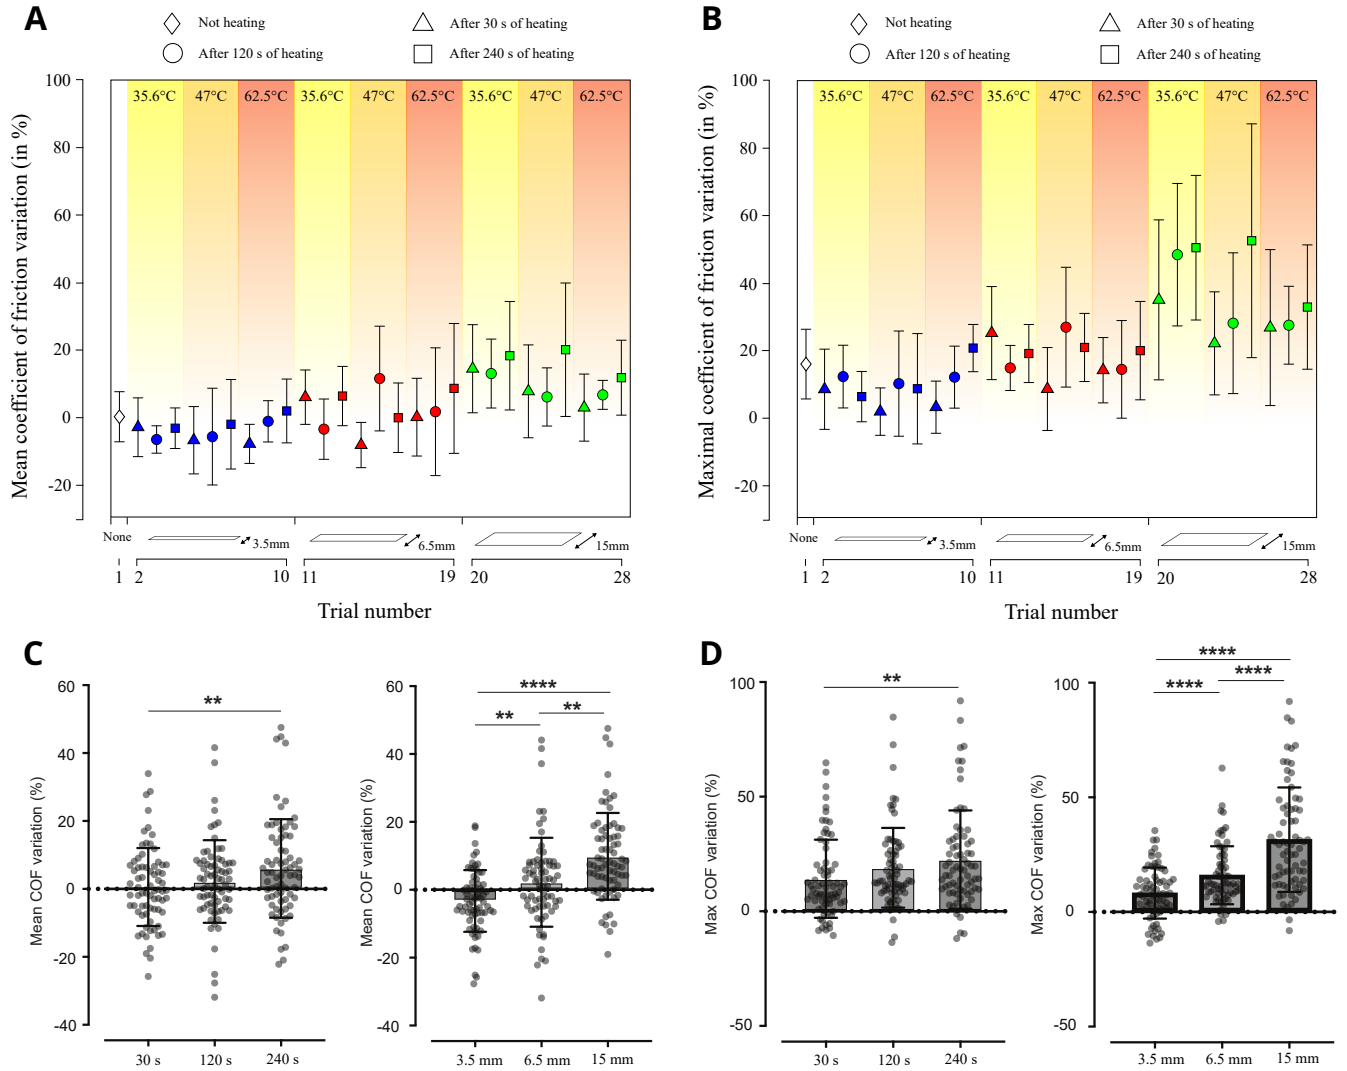 A
Not heating
After 30 s of heating
After 120 s of heating
After 240 s of heating
Mean coefficient of friction variation (in %)
100
80
60
40
20
0
-20
35.6°C 47°C 62.5°C 35.6°C 47°C 62.5°C 35.6°C 47°C 62.5°C
None 3.5mm 6.5mm 15mm
1 2 10 11 19 20 28
Trial number
B
Not heating
After 30 s of heating
After 120 s of heating
After 240 s of heating
Maximal coefficient of friction variation (in %)
100
80
60
40
20
0
-20
35.6°C 47°C 62.5°C 35.6°C 47°C 62.5°C 35.6°C 47°C 62.5°C
None 3.5mm 6.5mm 15mm
1 2 10 11 19 20 28
Trial number
C
Mean COF variation (%)
60
40
20
0
-20
-40
**
30 s 120 s 240 s
Mean COF variation (%)
60
40
20
0
-20
-40
****
** **
3.5 mm 6.5 mm 15 mm
D
Max COF variation (%)
100
50
0
-50
**
30 s 120 s 240 s
Max COF variation (%)
100
50
0
-50
****
**** ****
3.5 mm 6.5 mm 15 mm